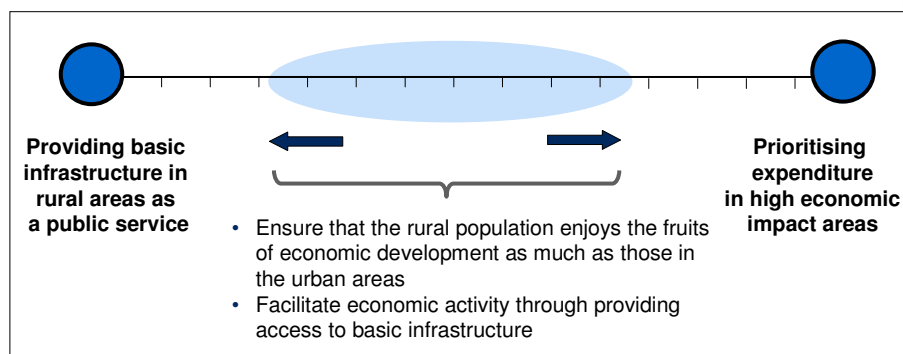 Providing basic
infrastructure in
rural areas as
a public service
Prioritising
expenditure
in high economic
impact areas
• Ensure that the rural population enjoys the fruits
of economic development as much as those in
the urban areas
• Facilitate economic activity through providing
access to basic infrastructure